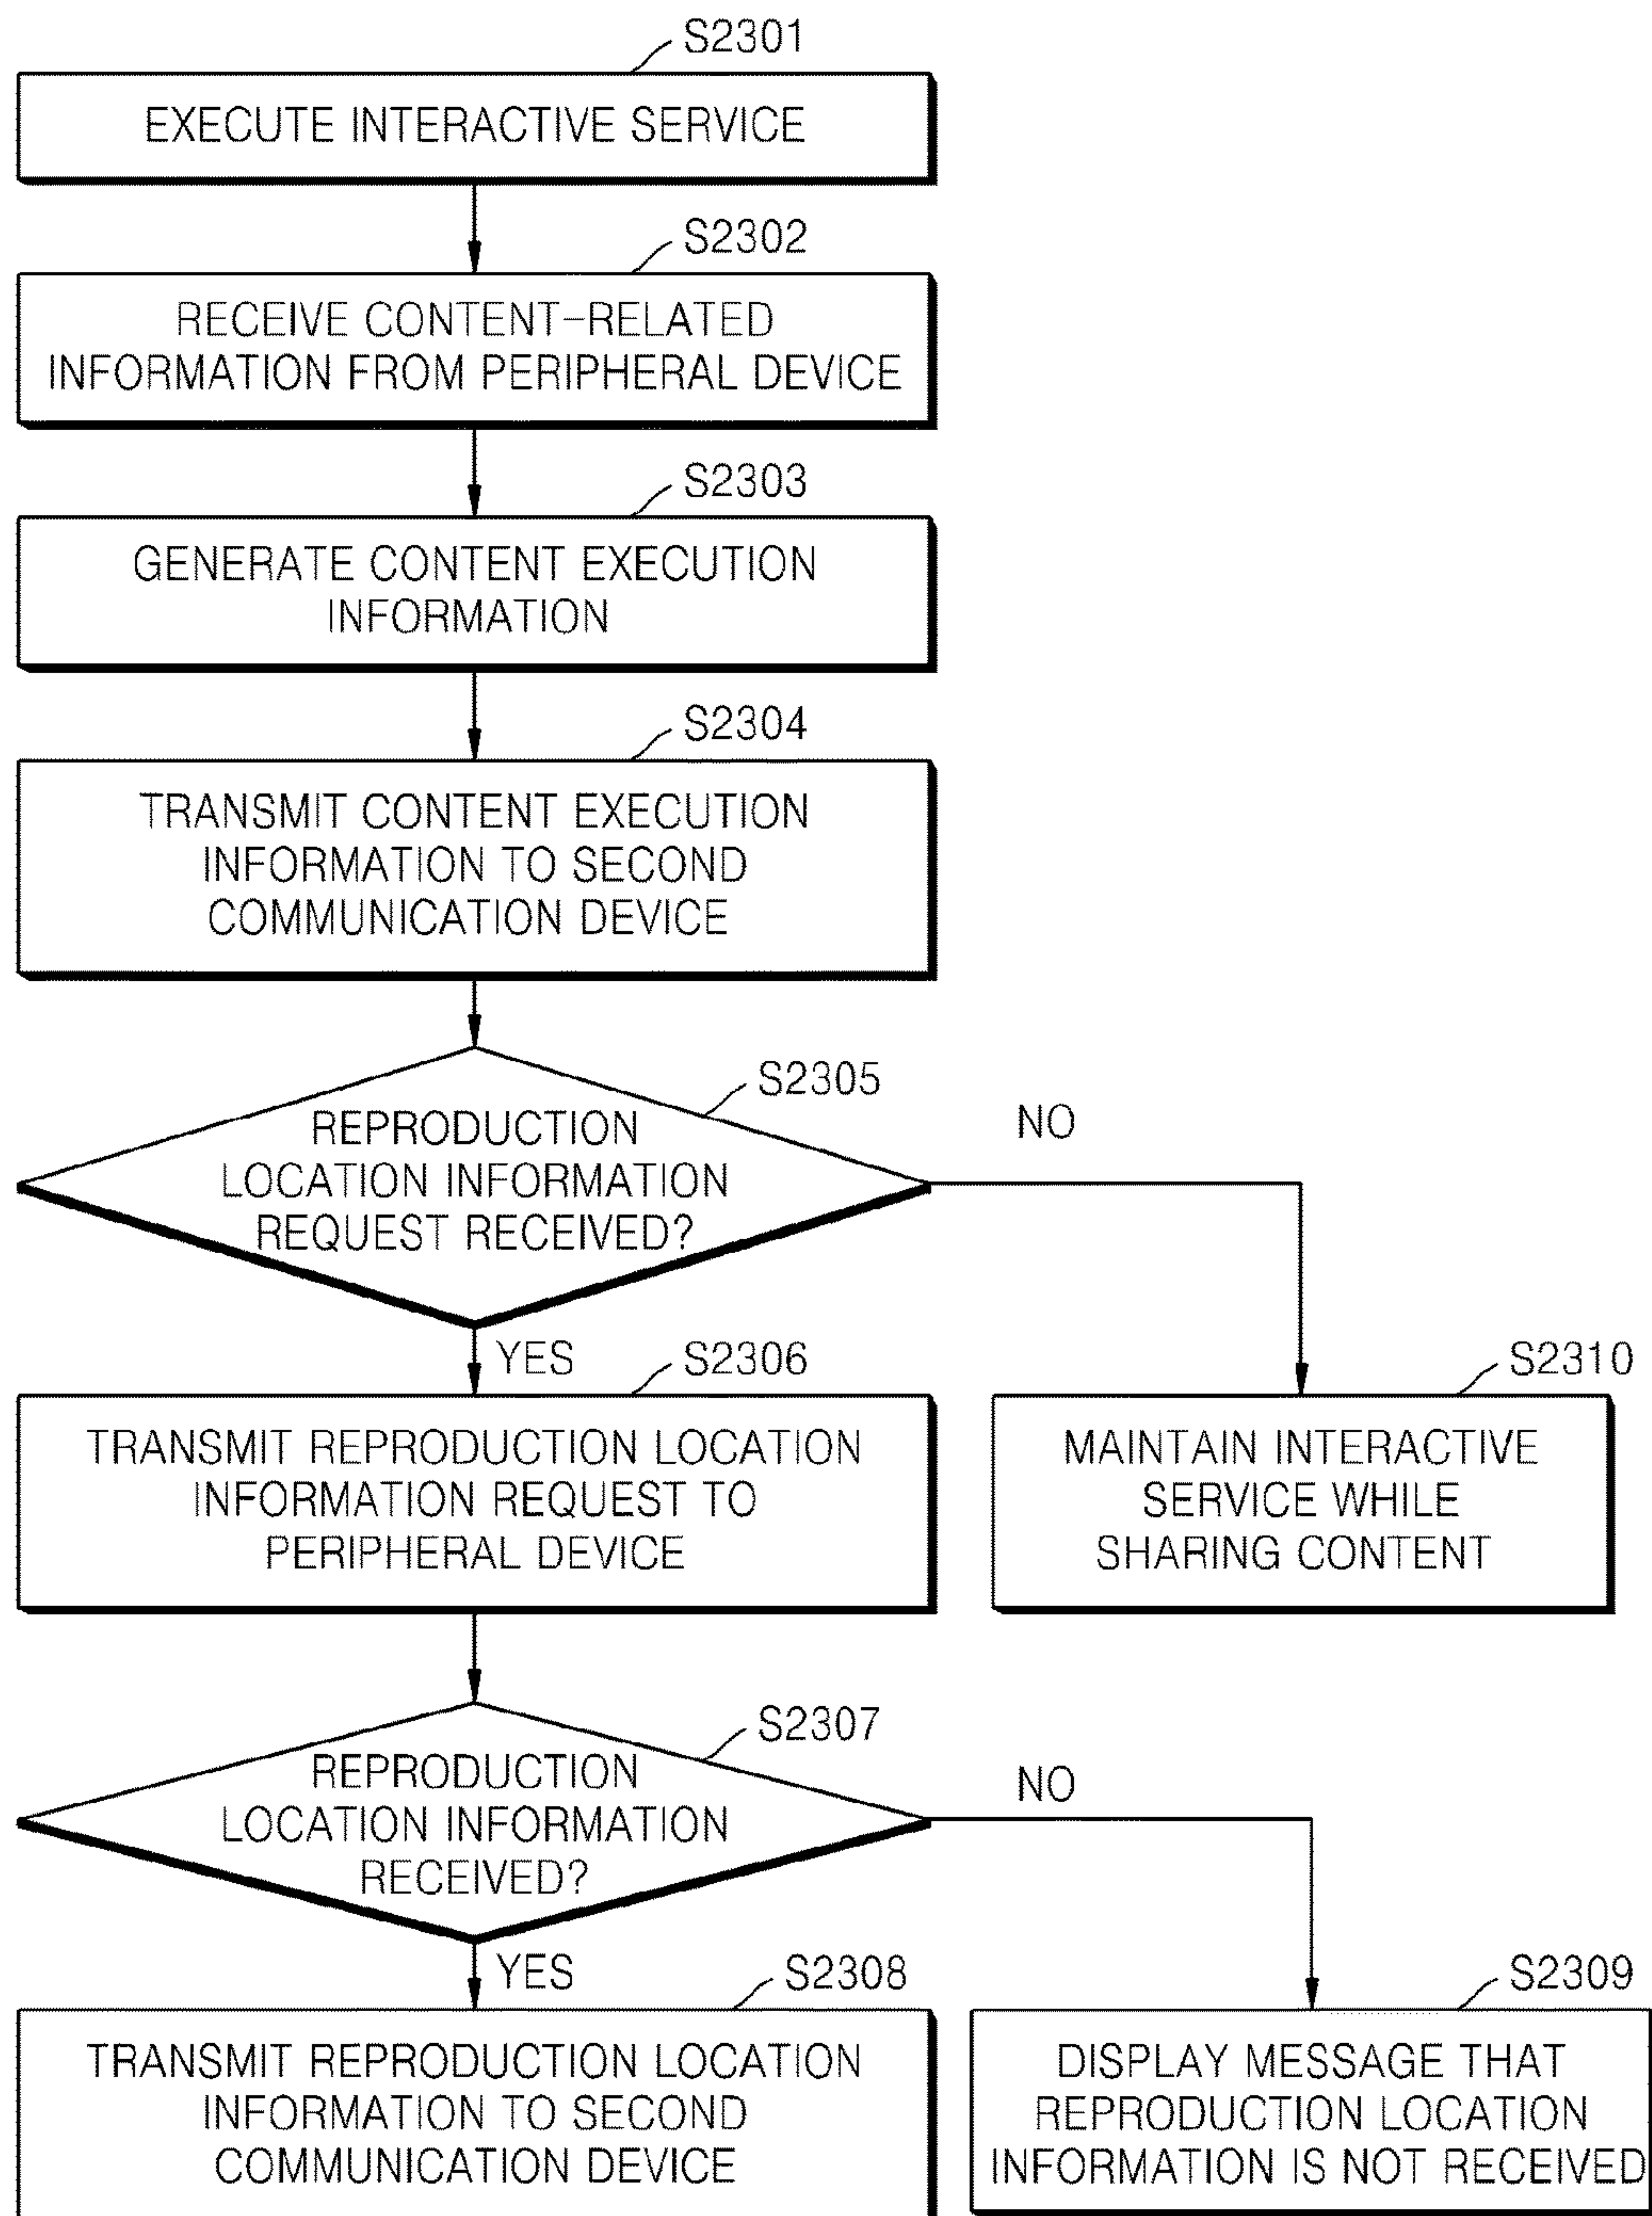 S2301
EXECUTE INTERACTIVE SERVICE
S2302
RECEIVE CONTENT-RELATED
INFORMATION FROM PERIPHERAL DEVICE
S2303
GENERATE CONTENT EXECUTION
INFORMATION
S2304
TRANSMIT CONTENT EXECUTION
INFORMATION TO SECOND
COMMUNICATION DEVICE
S2305
REPRODUCTION
LOCATION INFORMATION
REQUEST RECEIVED?
NO
YES
S2306
TRANSMIT REPRODUCTION LOCATION
INFORMATION REQUEST TO
PERIPHERAL DEVICE
S2310
MAINTAIN INTERACTIVE
SERVICE WHILE
SHARING CONTENT
S2307
REPRODUCTION
LOCATION INFORMATION
RECEIVED?
NO
YES
S2308
TRANSMIT REPRODUCTION LOCATION
INFORMATION TO SECOND
COMMUNICATION DEVICE
S2309
DISPLAY MESSAGE THAT
REPRODUCTION LOCATION
INFORMATION IS NOT RECEIVED